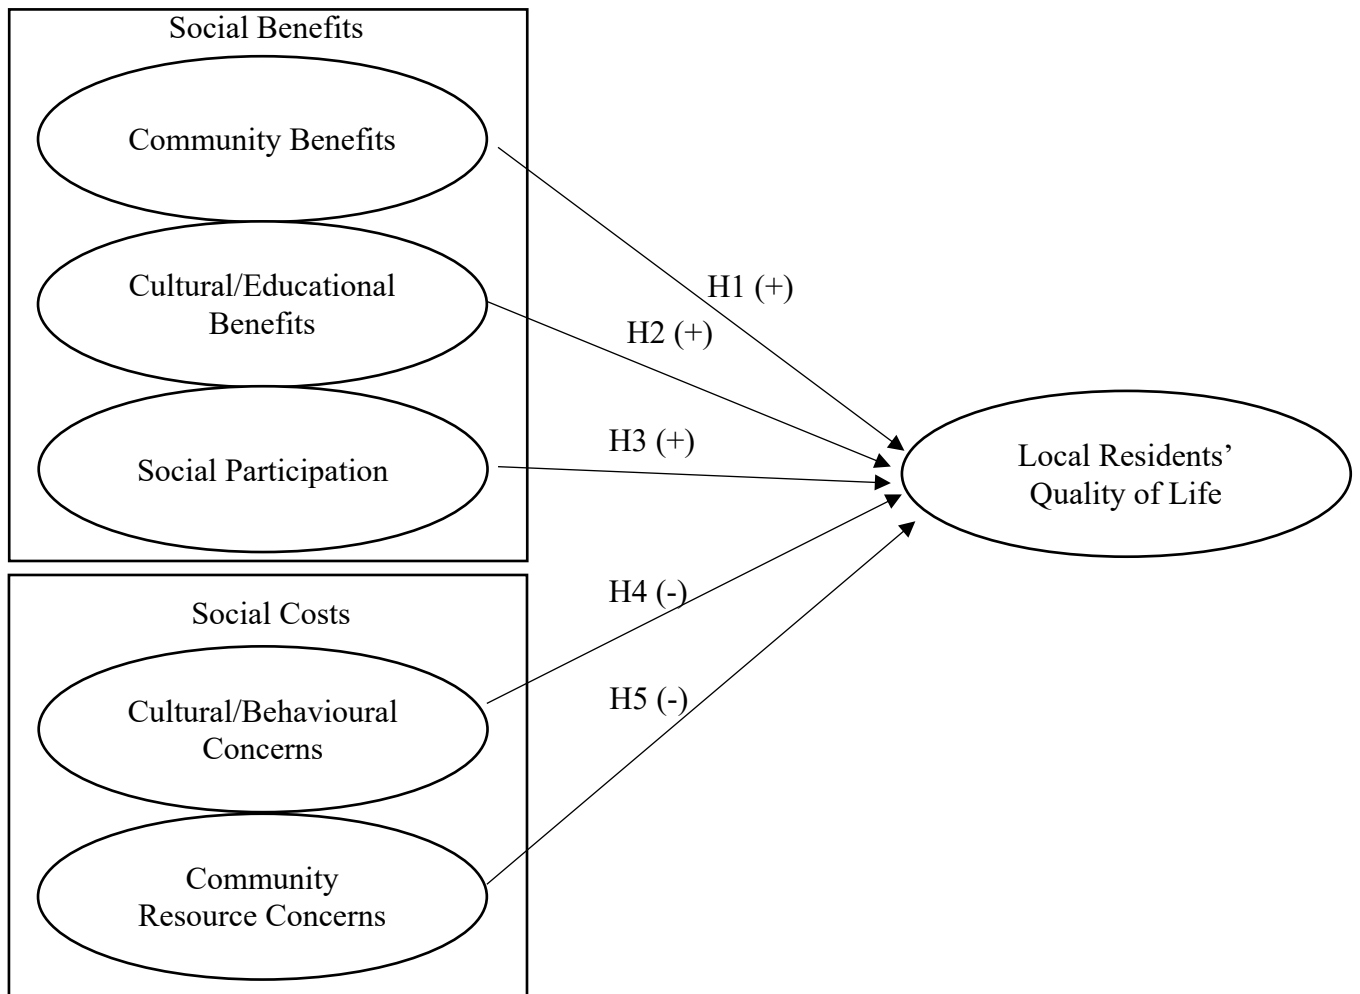 Social Benefits
Community Benefits
Cultural/Educational
Benefits
Social Participation
H1 (+)
H2 (+)
H3 (+)
Local Residents’
Quality of Life
H4 (-)
H5 (-)
Social Costs
Cultural/Behavioural
Concerns
Community
Resource Concerns